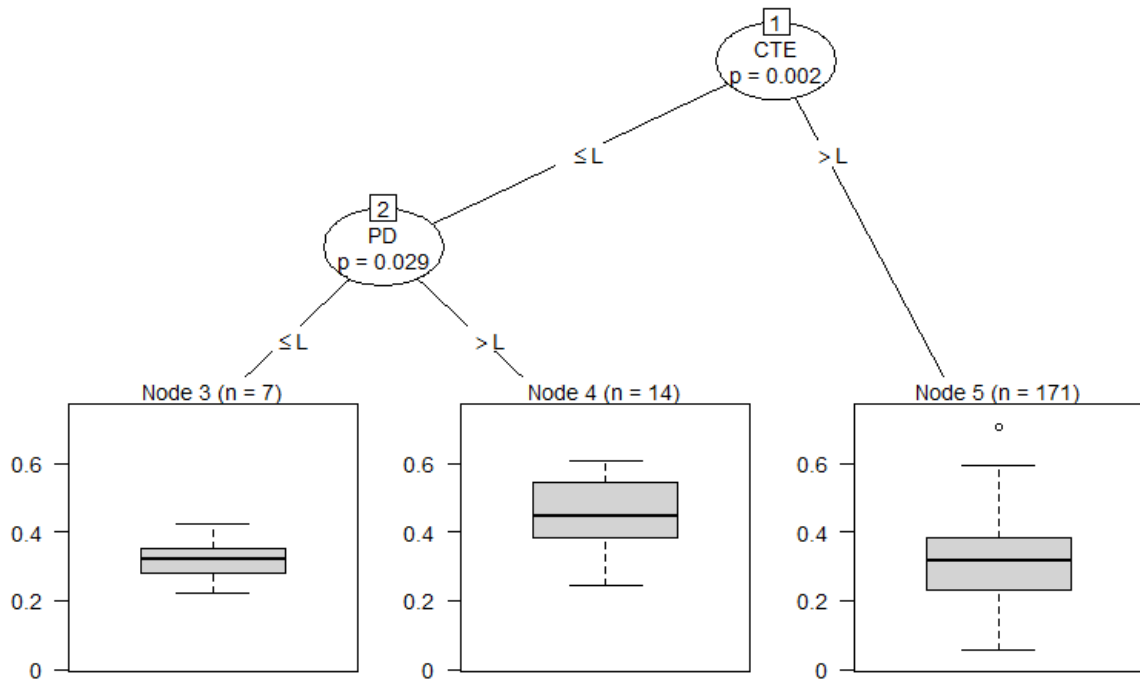 1
CTE
p = 0.002
≤ L
> L
2
PD
p = 0.029
≤ L
> L
Node 3 (n = 7)
Node 4 (n = 14)
Node 5 (n = 171)
0.6
0.4
0.2
0
0.6
0.4
0.2
0
0.6
0.4
0.2
0